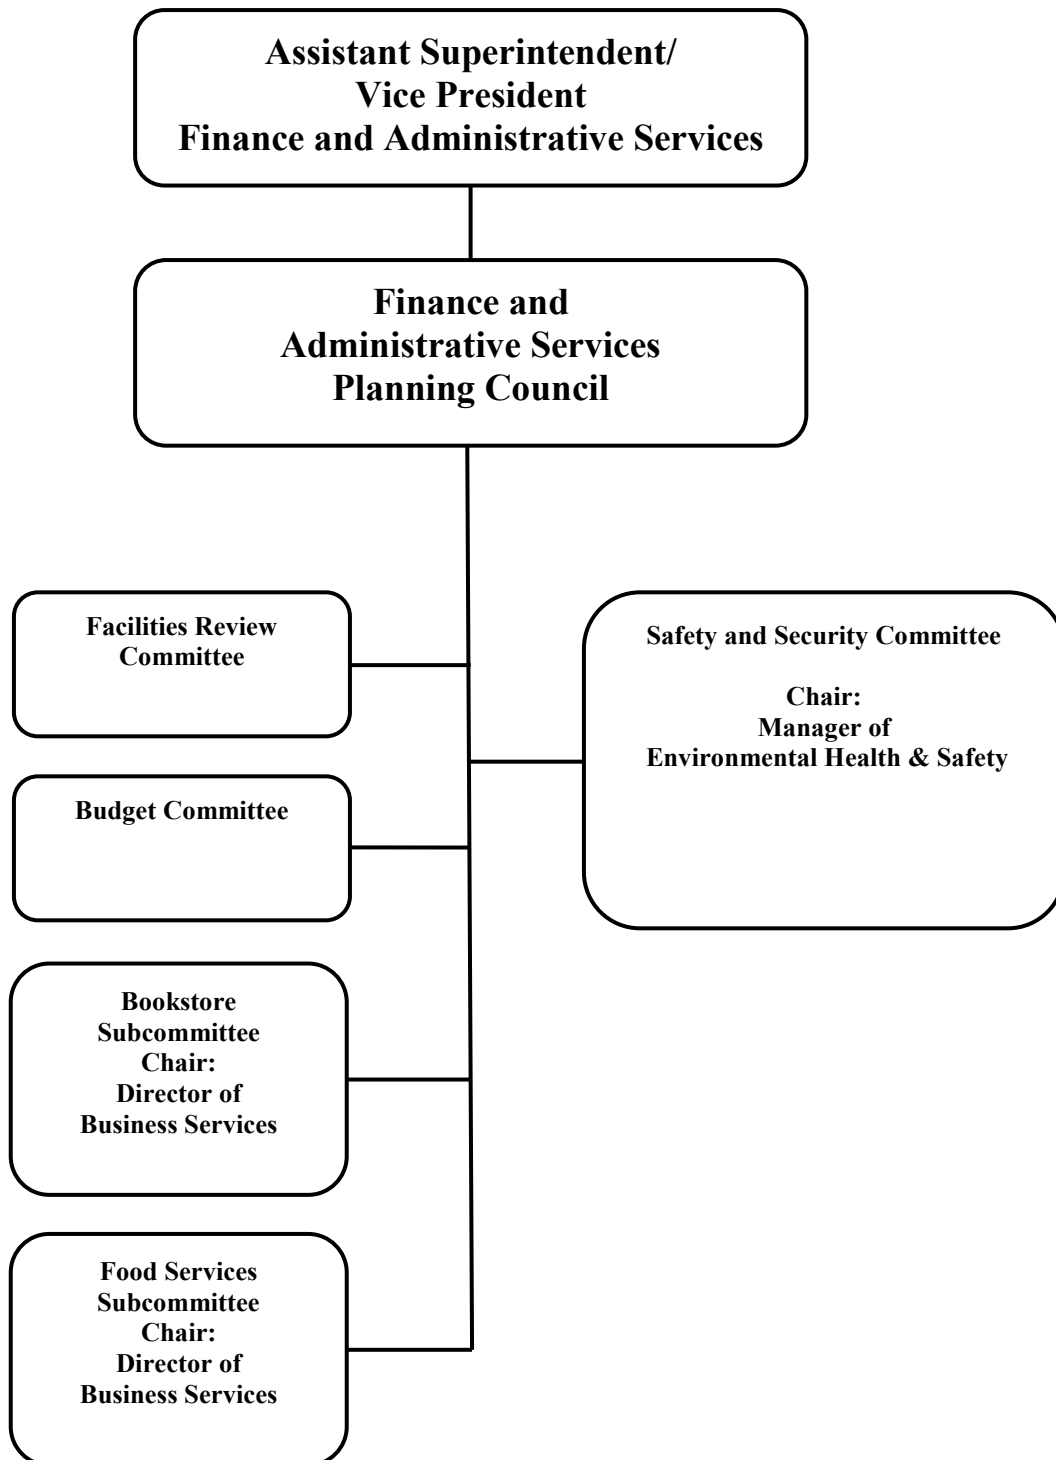 Assistant Superintendent/
Vice President
Finance and Administrative Services
Finance and
Administrative Services
Planning Council
Facilities Review
Committee
Safety and Security Committee
Chair:
Manager of
Environmental Health & Safety
Budget Committee
Bookstore
Subcommittee
Chair:
Director of
Business Services
Food Services
Subcommittee
Chair:
Director of
Business Services